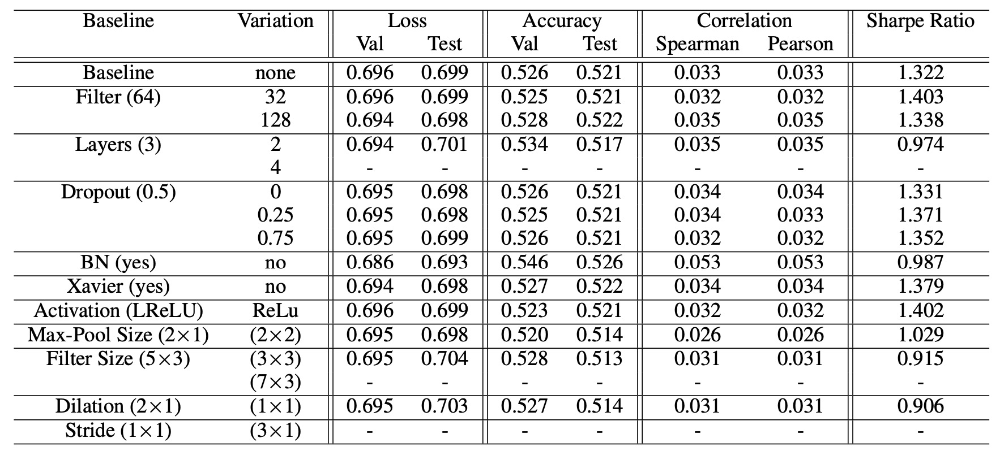 Baseline Variation Loss Accuracy Correlation Sharpe Ratio
Val Test Val Test Spearman Pearson
Baseline none 0.696 0.699 0.526 0.521 0.033 0.033 1.322
Filter (64) 32 0.696 0.699 0.525 0.521 0.032 0.032 1.403
128 0.694 0.698 0.528 0.522 0.035 0.035 1.338
Layers (3) 2 0.694 0.701 0.534 0.517 0.035 0.035 0.974
4 - - - - - - -
Dropout (0.5) 0 0.695 0.698 0.526 0.521 0.034 0.034 1.331
0.25 0.695 0.698 0.525 0.521 0.034 0.033 1.371
0.75 0.695 0.699 0.526 0.521 0.032 0.032 1.352
BN (yes) no 0.686 0.693 0.546 0.526 0.053 0.053 0.987
Xavier (yes) no 0.694 0.698 0.527 0.522 0.034 0.034 1.379
Activation (LReLU) ReLu 0.696 0.699 0.523 0.521 0.032 0.032 1.402
Max-Pool Size (2×1) (2×2) 0.695 0.698 0.520 0.514 0.026 0.026 1.029
Filter Size (5×3) (3×3) 0.695 0.704 0.528 0.513 0.031 0.031 0.915
(7×3) - - - - - - -
Dilation (2×1) (1×1) 0.695 0.703 0.527 0.514 0.031 0.031 0.906
Stride (1×1) (3×1) - - - - - - -